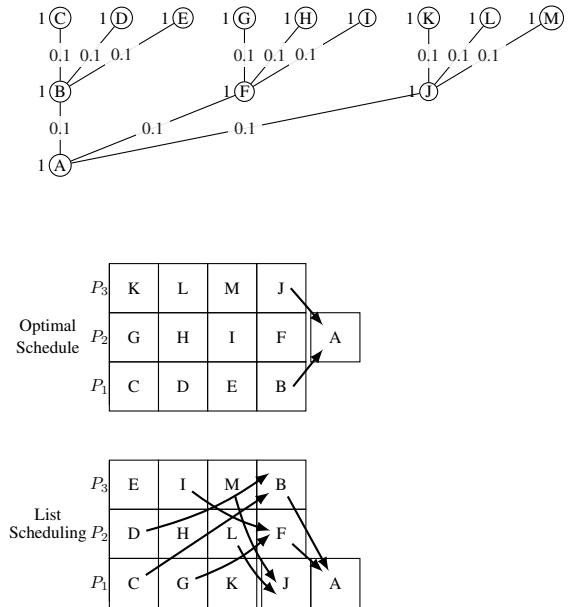 1 C 1 D 1 E 1 G 1 H 1 I 1 K 1 L 1 M
0.1 0.1 0.1 0.1 0.1 0.1 0.1 0.1 0.1
1 B 1 F 1 J
0.1 0.1 0.1
1 A
P3 K L M J
Optimal
Schedule
P2 G H I F A
P1 C D E B
P3 E I M B
List
Scheduling
P2 D H L F
P1 C G K J A